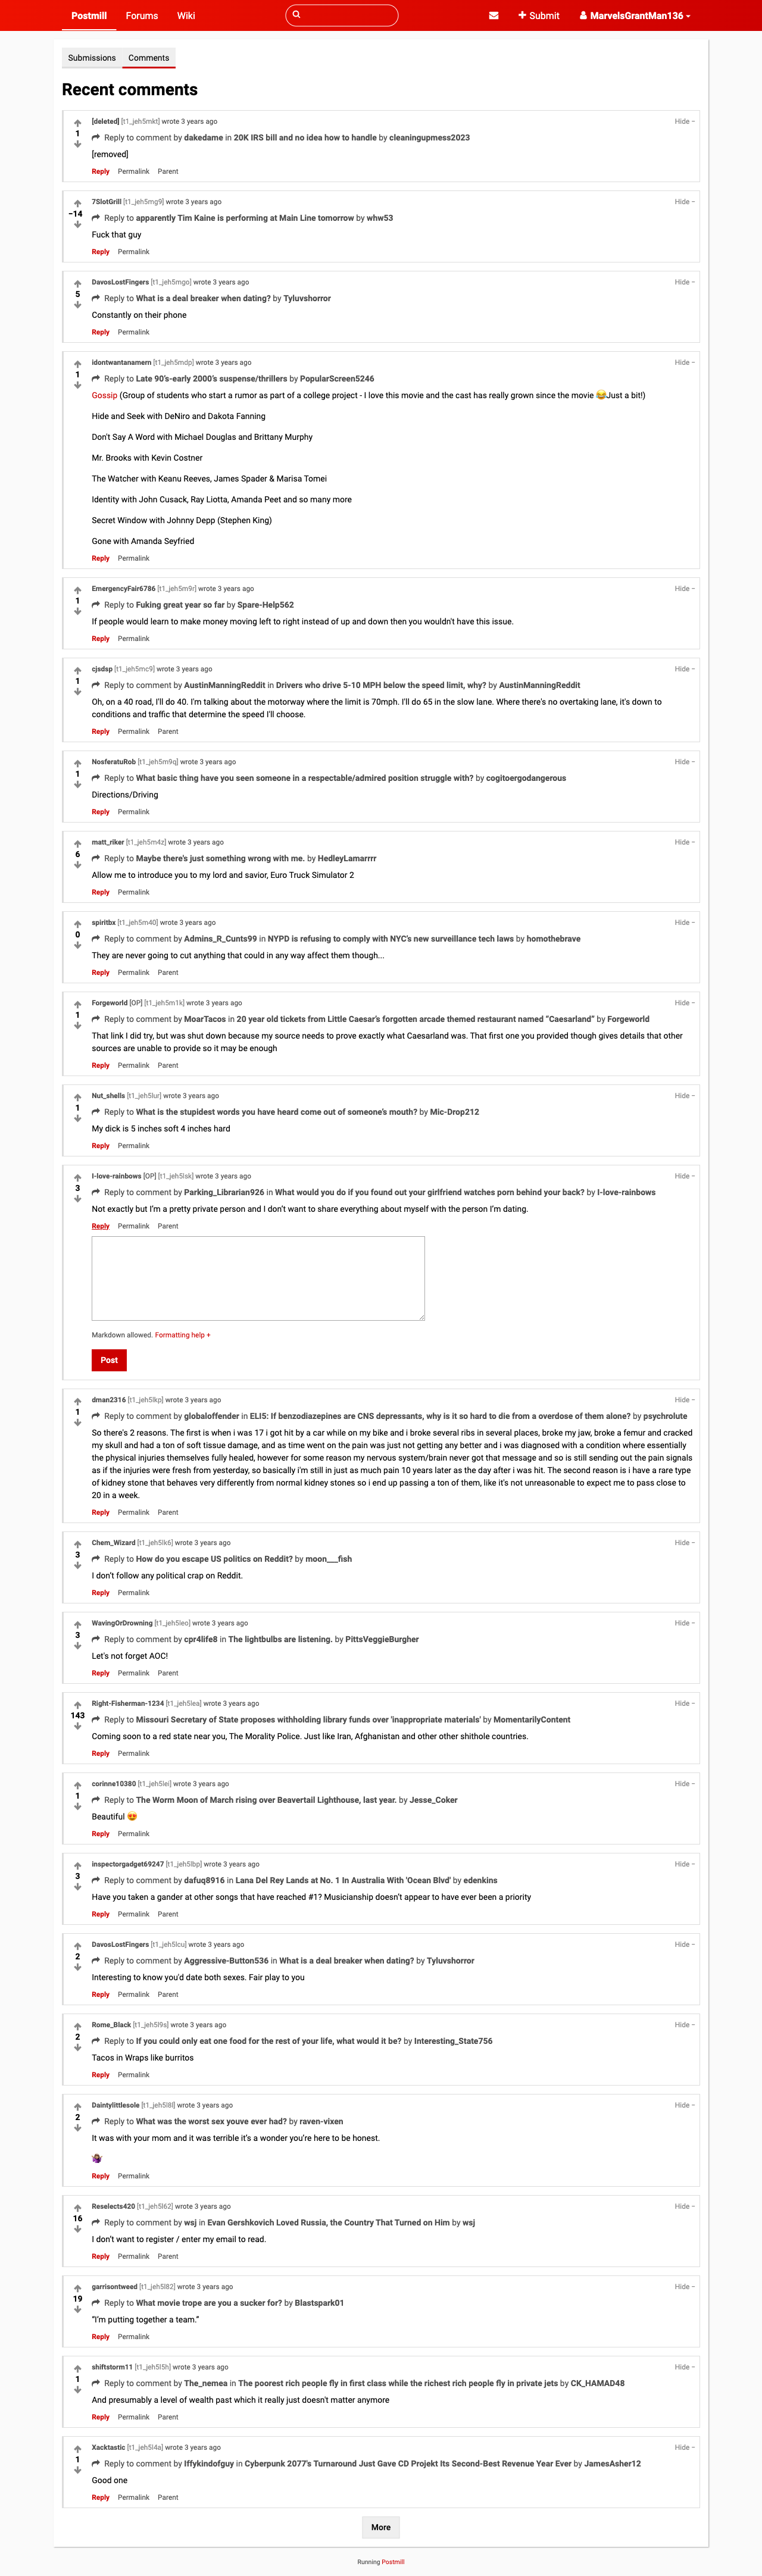 Postmill Forums Wiki Submit MarvelsGrantMan136
Submissions Comments
Recent comments
[deleted] [t1_jeh5mkt] wrote 3 years ago Hide −
1
Reply to comment by dakedame in 20K IRS bill and no idea how to handle by cleaningupmess2023
[removed]
Reply Permalink Parent
7SlotGrill [t1_jeh5mg9] wrote 3 years ago Hide −
−14
Reply to apparently Tim Kaine is performing at Main Line tomorrow by whw53
Fuck that guy
Reply Permalink
DavosLostFingers [t1_jeh5mgo] wrote 3 years ago Hide −
5
Reply to What is a deal breaker when dating? by Tyluvshorror
Constantly on their phone
Reply Permalink
idontwantanamern [t1_jeh5mdp] wrote 3 years ago Hide −
1
Reply to Late 90's-early 2000's suspense/thrillers by PopularScreen5246
Gossip (Group of students who start a rumor as part of a college project - I love this movie and the cast has really grown since the movie 😂Just a bit!)
Hide and Seek with DeNiro and Dakota Fanning
Don't Say A Word with Michael Douglas and Brittany Murphy
Mr. Brooks with Kevin Costner
The Watcher with Keanu Reeves, James Spader & Marisa Tomei
Identity with John Cusack, Ray Liotta, Amanda Peet and so many more
Secret Window with Johnny Depp (Stephen King)
Gone with Amanda Seyfried
Reply Permalink
EmergencyFair6786 [t1_jeh5m9r] wrote 3 years ago Hide −
1
Reply to Fuking great year so far by Spare-Help562
If people would learn to make money moving left to right instead of up and down then you wouldn't have this issue.
Reply Permalink
cjsdsp [t1_jeh5mc9] wrote 3 years ago Hide −
1
Reply to comment by AustinManningReddit in Drivers who drive 5-10 MPH below the speed limit, why? by AustinManningReddit
Oh, on a 40 road, I'll do 40. I'm talking about the motorway where the limit is 70mph. I'll do 65 in the slow lane. Where there's no overtaking lane, it's down to
conditions and traffic that determine the speed I'll choose.
Reply Permalink Parent
NosferatuRob [t1_jeh5m9q] wrote 3 years ago Hide −
1
Reply to What basic thing have you seen someone in a respectable/admired position struggle with? by cogitoergodangerous
Directions/Driving
Reply Permalink
matt_riker [t1_jeh5m4z] wrote 3 years ago Hide −
6
Reply to Maybe there's just something wrong with me. by HedleyLamarrrr
Allow me to introduce you to my lord and savior, Euro Truck Simulator 2
Reply Permalink
spiritbx [t1_jeh5m40] wrote 3 years ago Hide −
0
Reply to comment by Admins_R_Cunts99 in NYPD is refusing to comply with NYC's new surveillance tech laws by homothebrave
They are never going to cut anything that could in any way affect them though...
Reply Permalink Parent
Forgeworld [OP] [t1_jeh5m1k] wrote 3 years ago Hide −
1
Reply to comment by MoarTacos in 20 year old tickets from Little Caesar's forgotten arcade themed restaurant named “Caesarland” by Forgeworld
That link I did try, but was shut down because my source needs to prove exactly what Caesarland was. That first one you provided though gives details that other
sources are unable to provide so it may be enough
Reply Permalink Parent
Nut_shells [t1_jeh5lur] wrote 3 years ago Hide −
1
Reply to What is the stupidest words you have heard come out of someone's mouth? by Mic-Drop212
My dick is 5 inches soft 4 inches hard
Reply Permalink
I-love-rainbows [OP] [t1_jeh5lsk] wrote 3 years ago Hide −
3
Reply to comment by Parking_Librarian926 in What would you do if you found out your girlfriend watches porn behind your back? by I-love-rainbows
Not exactly but I'm a pretty private person and I don't want to share everything about myself with the person I'm dating.
Reply Permalink Parent
Markdown allowed. Formatting help +
Post
dman2316 [t1_jeh5lkp] wrote 3 years ago Hide −
1
Reply to comment by globaloffender in ELI5: If benzodiazepines are CNS depressants, why is it so hard to die from a overdose of them alone? by psychrolute
So there's 2 reasons. The first is when i was 17 i got hit by a car while on my bike and i broke several ribs in several places, broke my jaw, broke a femur and cracked
my skull and had a ton of soft tissue damage, and as time went on the pain was just not getting any better and i was diagnosed with a condition where essentially
the physical injuries themselves fully healed, however for some reason my nervous system/brain never got that message and so is still sending out the pain signals
as if the injuries were fresh from yesterday, so basically i'm still in just as much pain 10 years later as the day after i was hit. The second reason is i have a rare type
of kidney stone that behaves very differently from normal kidney stones so i end up passing a ton of them, like it's not unreasonable to expect me to pass close to
20 in a week.
Reply Permalink Parent
Chem_Wizard [t1_jeh5lk6] wrote 3 years ago Hide −
3
Reply to How do you escape US politics on Reddit? by moon___fish
I don't follow any political crap on Reddit.
Reply Permalink
WavingOrDrowning [t1_jeh5leo] wrote 3 years ago Hide −
3
Reply to comment by cpr4life8 in The lightbulbs are listening. by PittsVeggieBurgher
Let's not forget AOC!
Reply Permalink Parent
Right-Fisherman-1234 [t1_jeh5lea] wrote 3 years ago Hide −
143
Reply to Missouri Secretary of State proposes withholding library funds over 'inappropriate materials' by MomentarilyContent
Coming soon to a red state near you, The Morality Police. Just like Iran, Afghanistan and other other shithole countries.
Reply Permalink
corinne10380 [t1_jeh5lei] wrote 3 years ago Hide −
1
Reply to The Worm Moon of March rising over Beavertail Lighthouse, last year. by Jesse_Coker
Beautiful 😍
Reply Permalink
inspectorgadget69247 [t1_jeh5lbp] wrote 3 years ago Hide −
3
Reply to comment by dafuq8916 in Lana Del Rey Lands at No. 1 In Australia With 'Ocean Blvd' by edenkins
Have you taken a gander at other songs that have reached #1? Musicianship doesn't appear to have ever been a priority
Reply Permalink Parent
DavosLostFingers [t1_jeh5lcu] wrote 3 years ago Hide −
2
Reply to comment by Aggressive-Button536 in What is a deal breaker when dating? by Tyluvshorror
Interesting to know you'd date both sexes. Fair play to you
Reply Permalink Parent
Rome_Black [t1_jeh5l9s] wrote 3 years ago Hide −
2
Reply to If you could only eat one food for the rest of your life, what would it be? by Interesting_State756
Tacos in Wraps like burritos
Reply Permalink
Daintylittlesole [t1_jeh5l8l] wrote 3 years ago Hide −
2
Reply to What was the worst sex youve ever had? by raven-vixen
It was with your mom and it was terrible it's a wonder you're here to be honest.
Reply Permalink
Reselects420 [t1_jeh5l62] wrote 3 years ago Hide −
16
Reply to comment by wsj in Evan Gershkovich Loved Russia, the Country That Turned on Him by wsj
I don't want to register / enter my email to read.
Reply Permalink Parent
garrisontweed [t1_jeh5l82] wrote 3 years ago Hide −
19
Reply to What movie trope are you a sucker for? by Blastspark01
“I'm putting together a team.”
Reply Permalink
shiftstorm11 [t1_jeh5l5h] wrote 3 years ago Hide −
1
Reply to comment by The_nemea in The poorest rich people fly in first class while the richest rich people fly in private jets by CK_HAMAD48
And presumably a level of wealth past which it really just doesn't matter anymore
Reply Permalink Parent
Xacktastic [t1_jeh5l4a] wrote 3 years ago Hide −
1
Reply to comment by Iffykindofguy in Cyberpunk 2077's Turnaround Just Gave CD Projekt Its Second-Best Revenue Year Ever by JamesAsher12
Good one
Reply Permalink Parent
More
Running Postmill